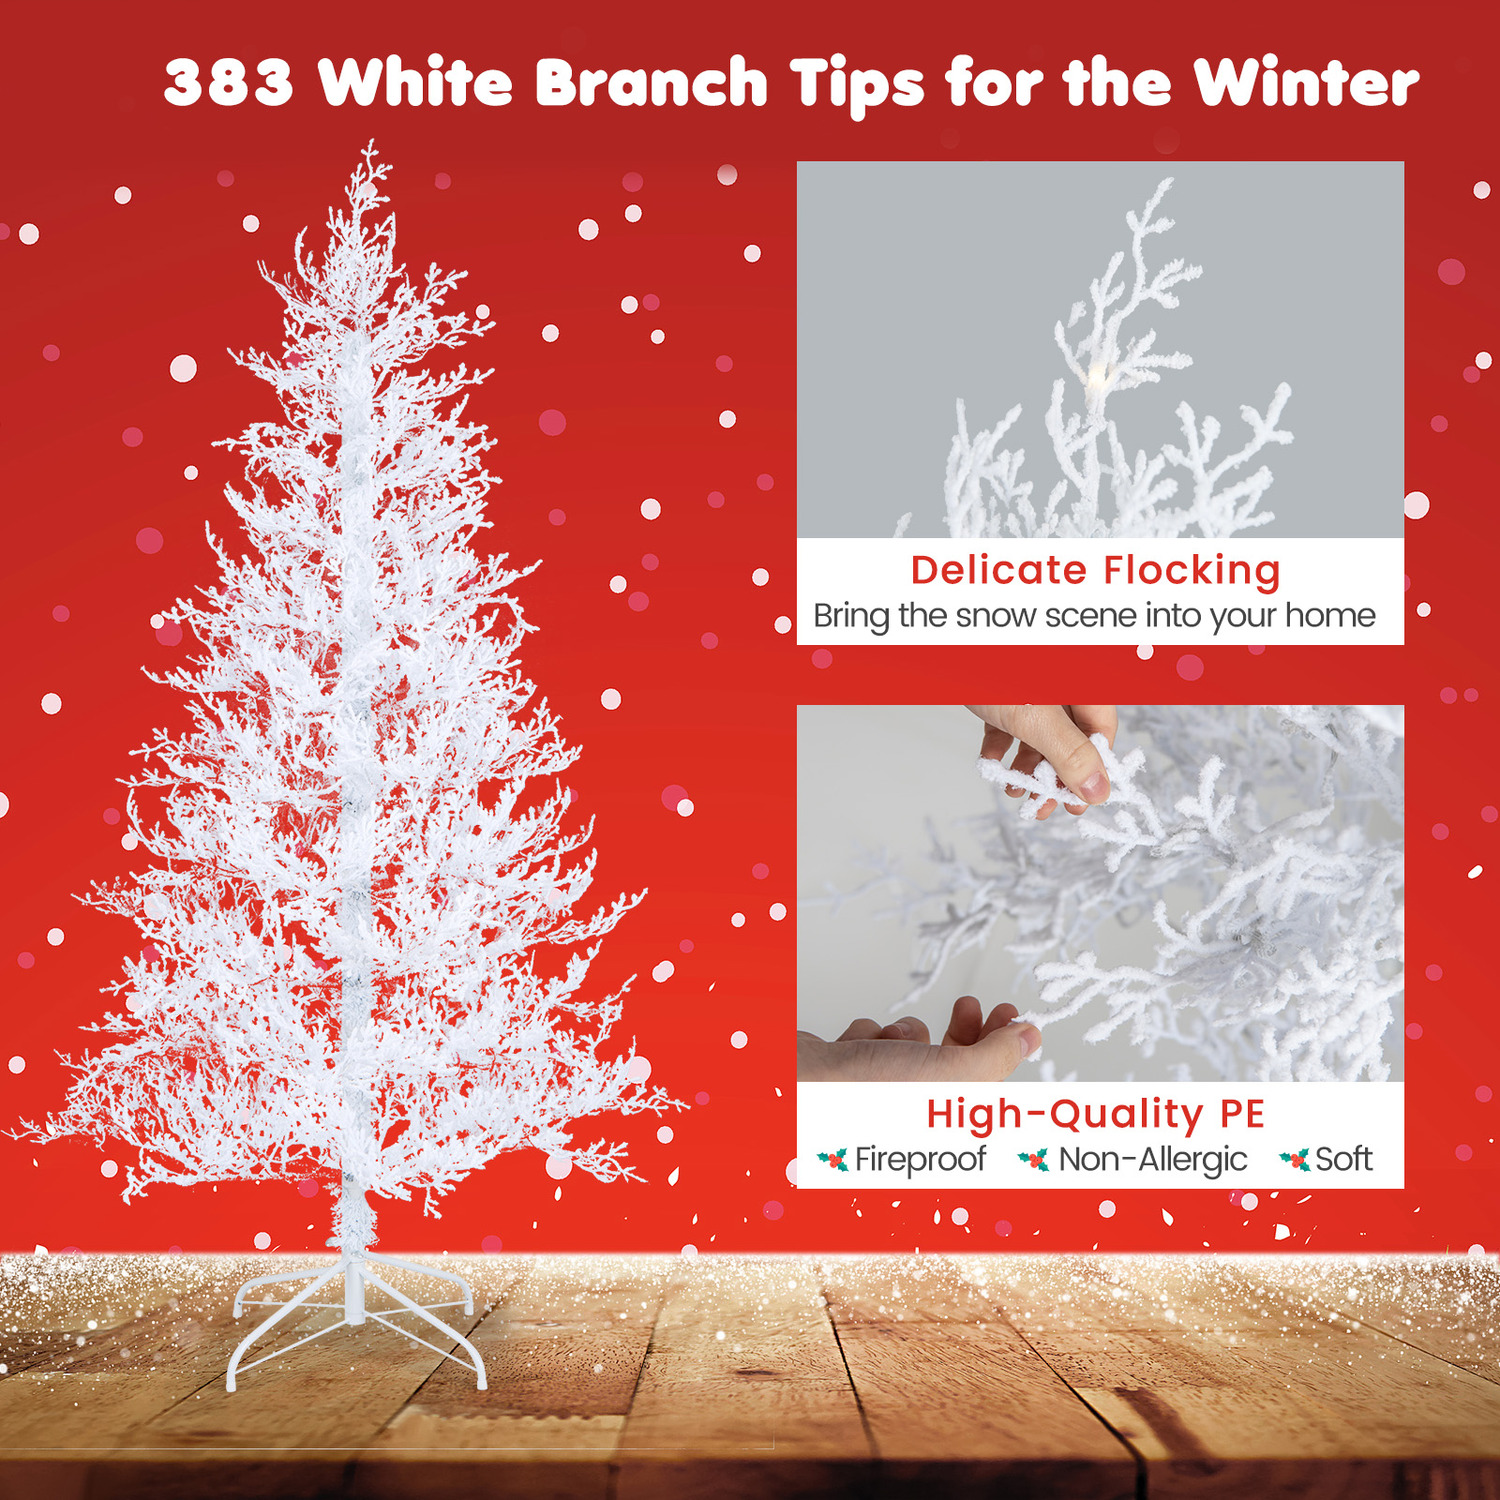 383 White Branch Tips for the Winter
Delicate Flocking
Bring the snow scene into your home
High-Quality PE
Fireproof Non-Allergic Soft